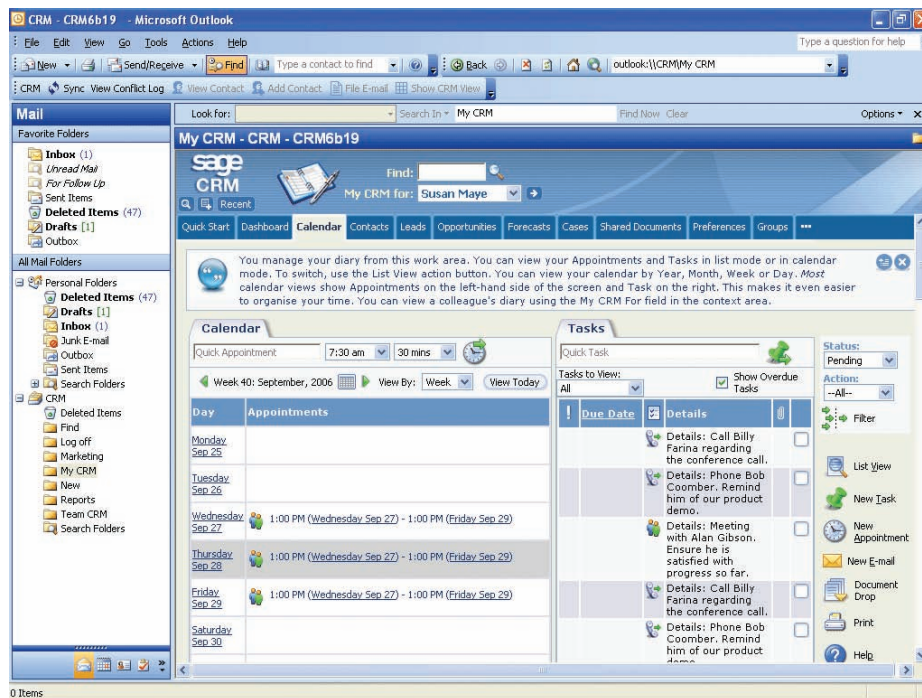 CRM - CRM6b19 - Microsoft Outlook
File Edit View Go Tools Actions Help
Type a question for help
New Send/Receive Find Type a contact to find Back outlook:\\CRM\My CRM
CRM Sync View Conflict Log View Contact Add Contact File E-mail Show CRM View
Mail
Favorite Folders
Inbox (1)
Unread Mail
For Follow Up
Sent Items
Deleted Items (47)
Drafts [1]
Outbox
All Mail Folders
Personal Folders
Deleted Items (47)
Drafts [1]
Inbox (1)
Junk E-mail
Outbox
Sent Items
Search Folders
CRM
Deleted Items
Find
Log off
Marketing
My CRM
New
Reports
Team CRM
Search Folders
Look for: Search In My CRM Find Now Clear Options
My CRM - CRM - CRM6b19
sage
CRM
Recent
Find:
My CRM for: Susan Maye
Quick Start Dashboard Calendar Contacts Leads Opportunities Forecasts Cases Shared Documents Preferences Groups
You manage your diary from this work area. You can view your Appointments and Tasks in list mode or in calendar
mode. To switch, use the List View action button. You can view your calendar by Year, Month, Week or Day. Most
calendar views show Appointments on the left-hand side of the screen and Task on the right. This makes it even easier
to organise your time. You can view a colleague's diary using the My CRM For field in the context area.
Calendar
Quick Appointment 7:30 am 30 mins
Week 40: September, 2006 View By: Week View Today
Day Appointments
Monday
Sep 25
Tuesday
Sep 26
Wednesday
Sep 27
1:00 PM (Wednesday Sep 27) - 1:00 PM (Friday Sep 29)
Thursday
Sep 28
1:00 PM (Wednesday Sep 27) - 1:00 PM (Friday Sep 29)
Friday
Sep 29
1:00 PM (Wednesday Sep 27) - 1:00 PM (Friday Sep 29)
Saturday
Sep 30
Tasks
Quick Task
Tasks to View:
All
Show Overdue
Tasks
! Due Date Details
Details: Call Billy
Farina regarding
the conference call.
Details: Phone Bob
Coomber. Remind
him of our product
demo.
Details: Meeting
with Alan Gibson.
Ensure he is
satisfied with
progress so far.
Details: Call Billy
Farina regarding
the conference call.
Details: Phone Bob
Coomber. Remind
him of our product
demo.
Status:
Pending
Action:
--All--
Filter
List View
New Task
New
Appointment
New E-mail
Document
Drop
Print
Help
0 Items